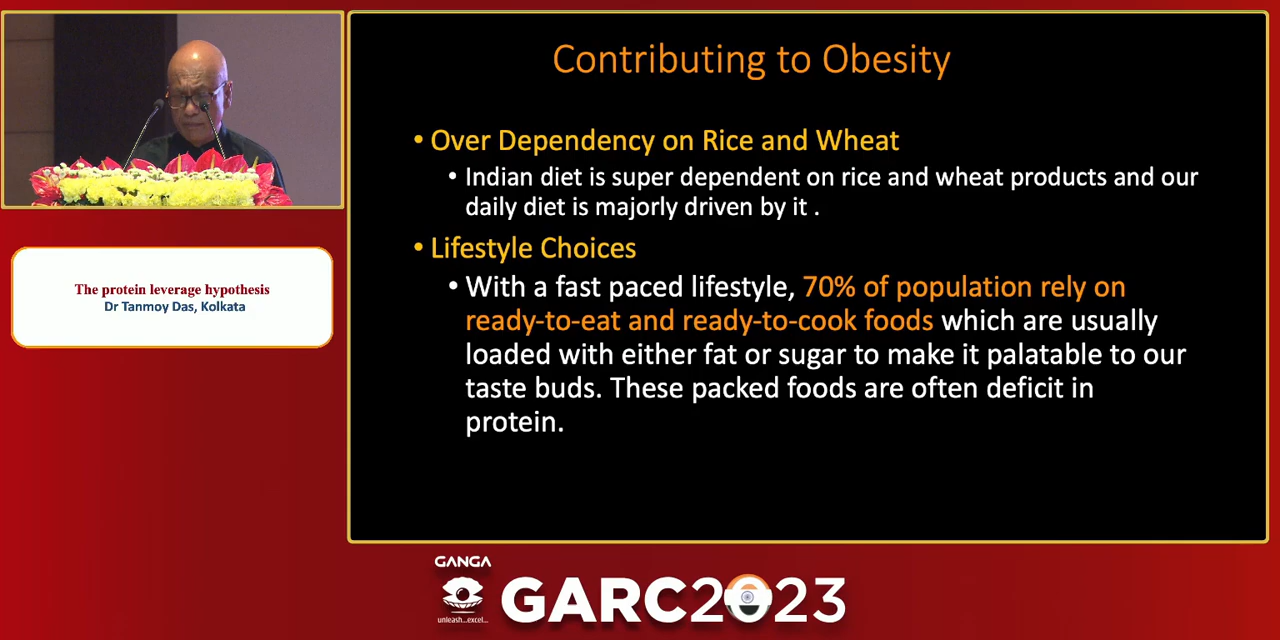 Contributing to Obesity
• Over Dependency on Rice and Wheat
• Indian diet is super dependent on rice and wheat products and our
daily diet is majorly driven by it .
• Lifestyle Choices
• With a fast paced lifestyle, 70% of population rely on
ready-to-eat and ready-to-cook foods which are usually
loaded with either fat or sugar to make it palatable to our
taste buds. These packed foods are often deficit in
protein.
The protein leverage hypothesis
Dr Tanmoy Das, Kolkata
GANGA
unleash...excel...
GARC2023